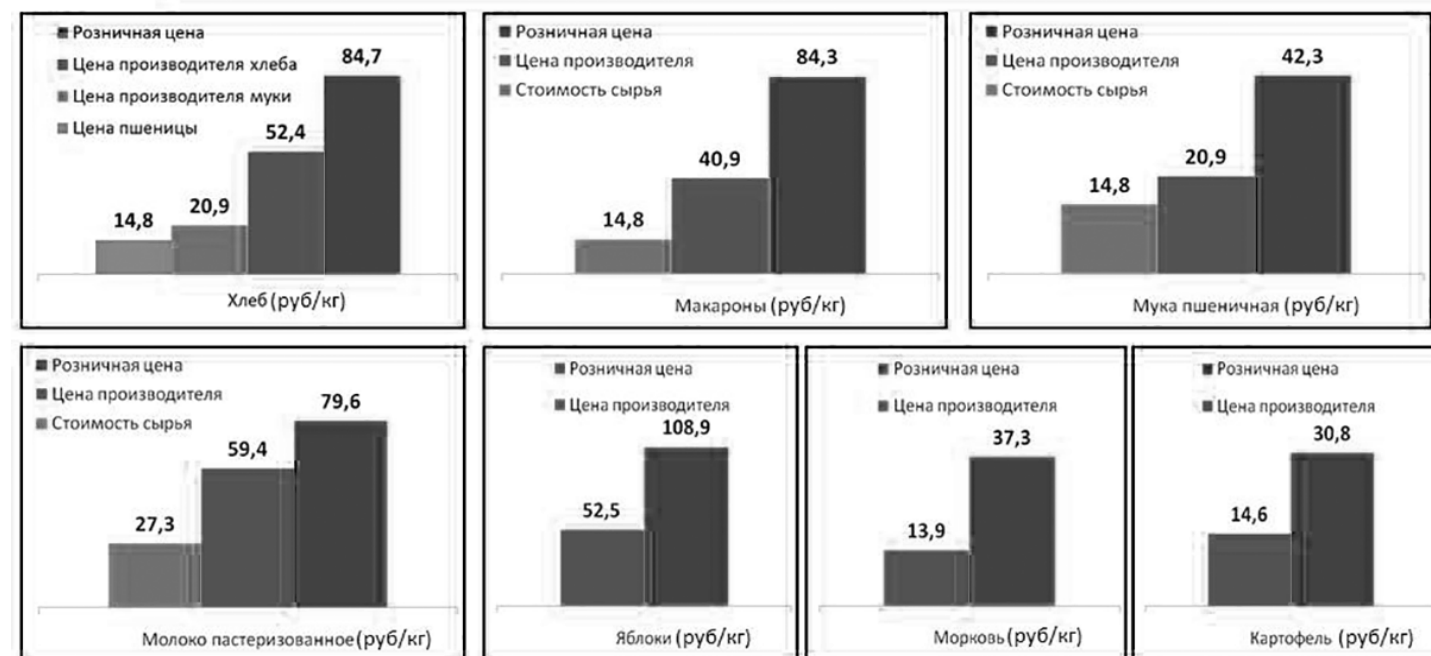 Розничная цена
Цена производителя хлеба
Цена производителя муки
Цена пшеницы
14,8
20,9
52,4
84,7
Хлеб (руб/кг)
Розничная цена
Цена производителя
Стоимость сырья
14,8
40,9
84,3
Макароны (руб/кг)
Розничная цена
Цена производителя
Стоимость сырья
14,8
20,9
42,3
Мука пшеничная (руб/кг)
Розничная цена
Цена производителя
Стоимость сырья
27,3
59,4
79,6
Молоко пастеризованное (руб/кг)
Розничная цена
Цена производителя
52,5
108,9
Яблоки (руб/кг)
Розничная цена
Цена производителя
13,9
37,3
Морковь (руб/кг)
Розничная цена
Цена производителя
14,6
30,8
Картофель (руб/кг)